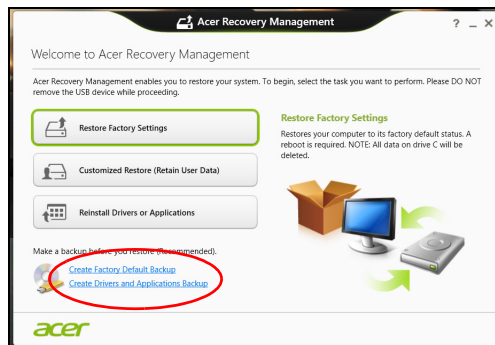 Acer Recovery Management
Welcome to Acer Recovery Management
Acer Recovery Management enables you to restore your system. To begin, select the task you want to perform. Please DO NOT
remove the USB device while proceeding.
Restore Factory Settings
Customized Restore (Retain User Data)
Reinstall Drivers or Applications
Restore Factory Settings
Restores your computer to its factory default status. A
reboot is required. NOTE: All data on drive C will be
deleted.
Make a backup before you restore (Recommended).
Create Factory Default Backup
Create Drivers and Applications Backup
acer